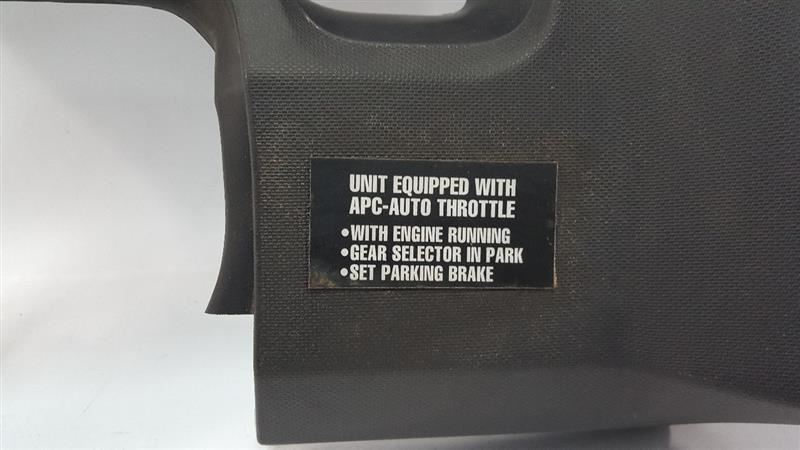 UNIT EQUIPPED WITH
APC-AUTO THROTTLE
•WITH ENGINE RUNNING
•GEAR SELECTOR IN PARK
•SET PARKING BRAKE